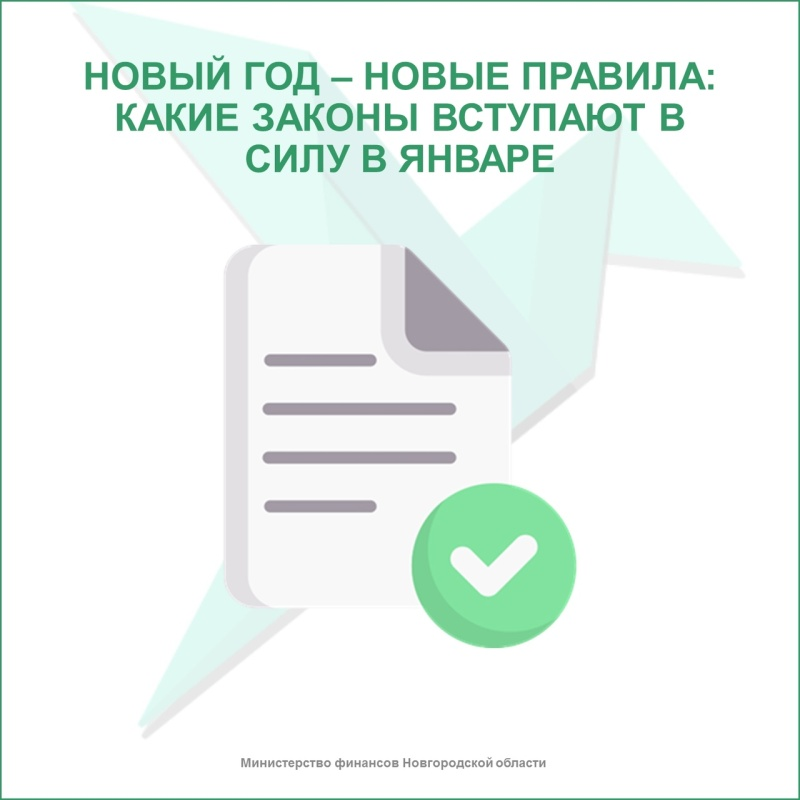 НОВЫЙ ГОД – НОВЫЕ ПРАВИЛА:
КАКИЕ ЗАКОНЫ ВСТУПАЮТ В
СИЛУ В ЯНВАРЕ
Министерство финансов Новгородской области